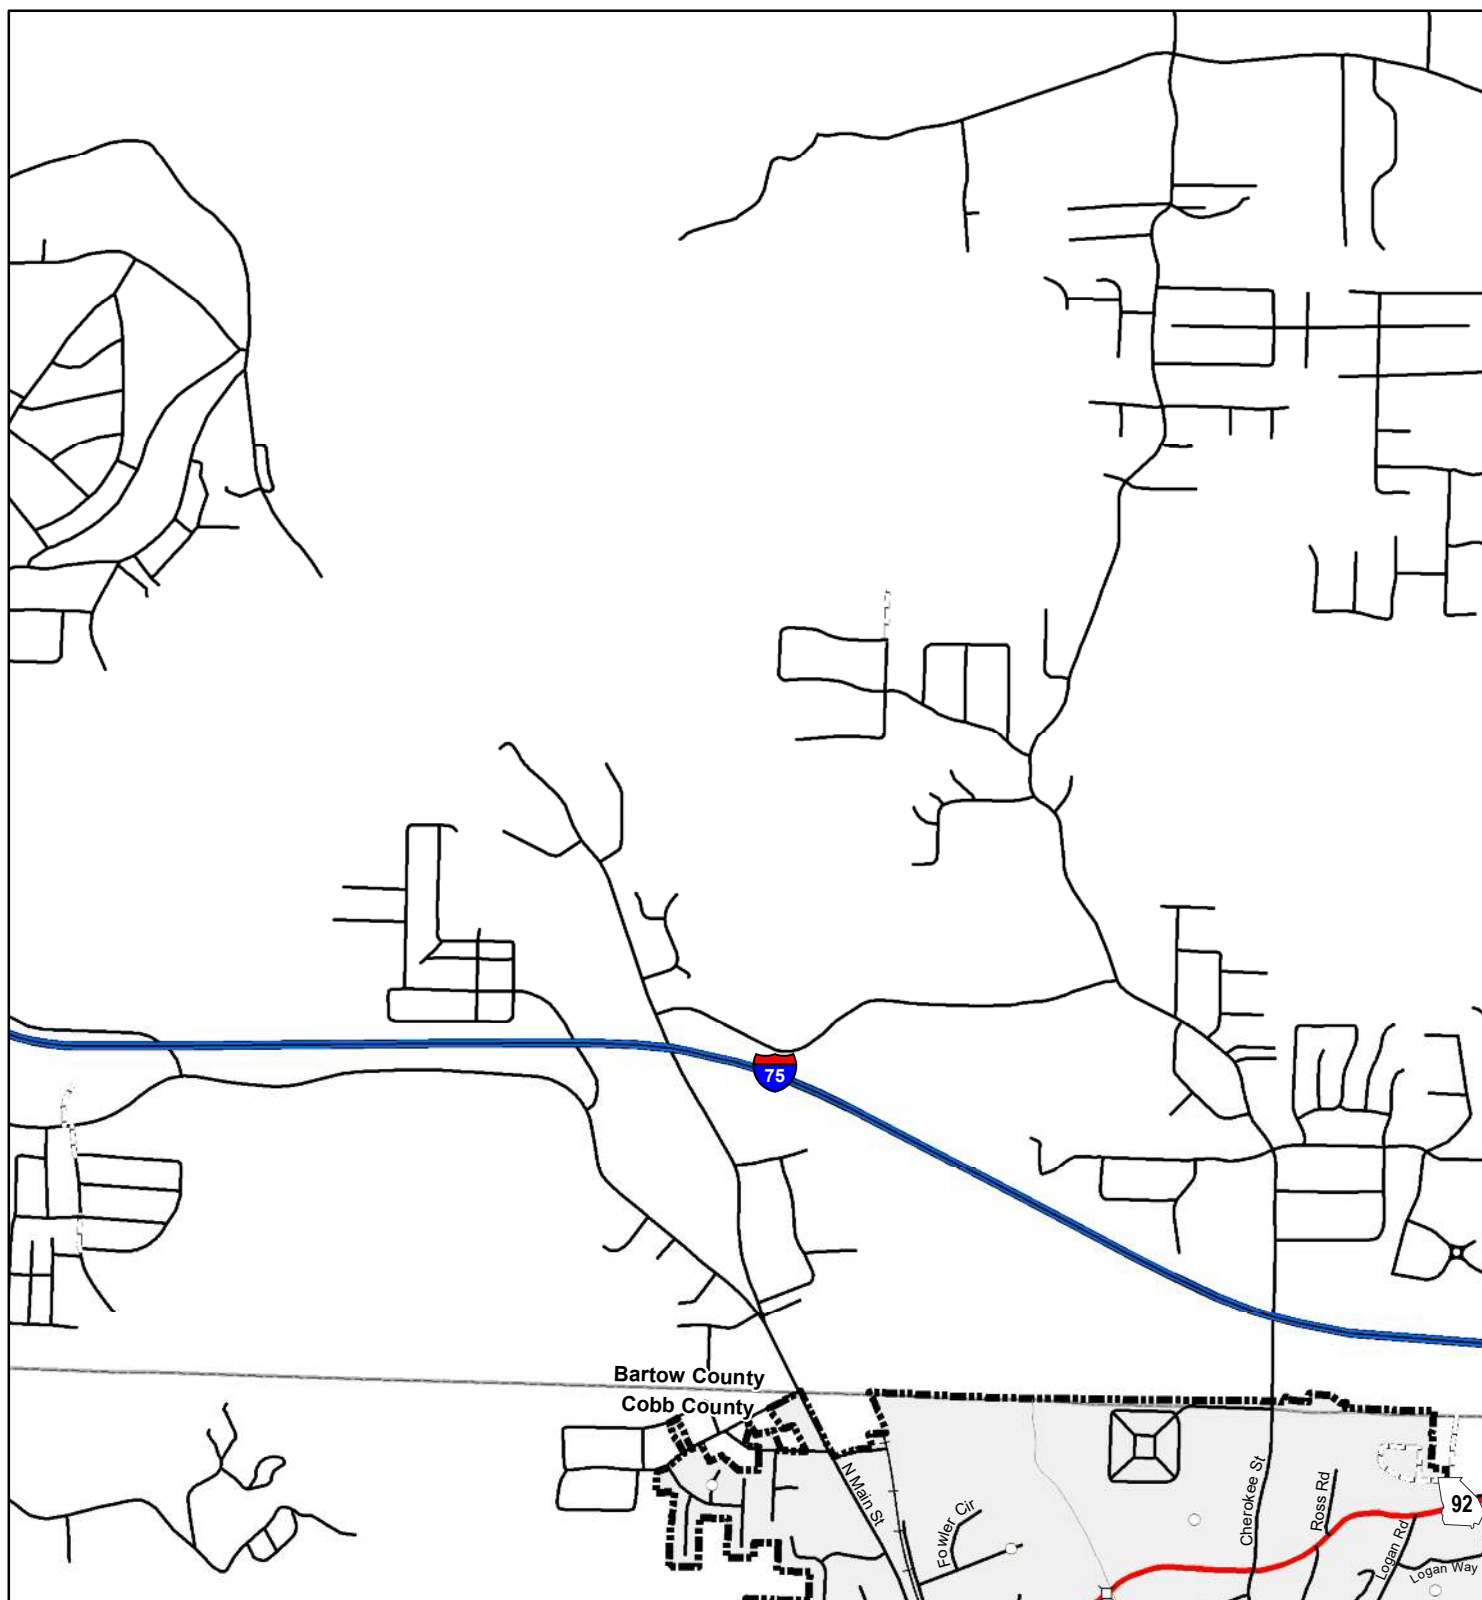 75
Bartow County
Cobb County
N Main St
Fowler Cir
Cherokee St
Ross Rd
92
Logan Rd
Logan Way